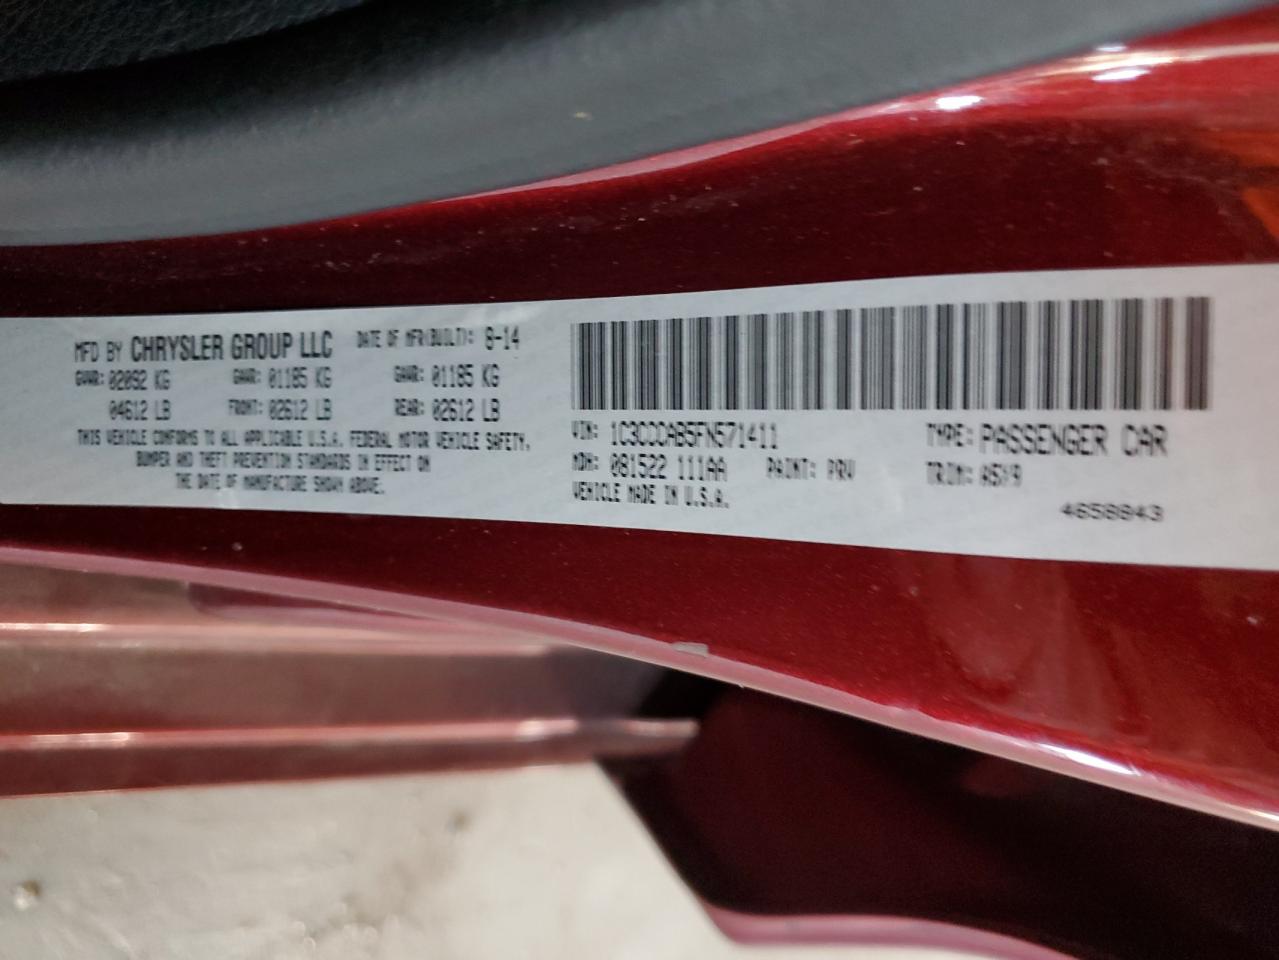 MFD BY CHRYSLER GROUP LLC DATE OF MFR(BUILT): 8-14
GVWR: 02092 KG GAWR: 01185 KG GAWR: 01185 KG
04612 LB FRONT: 02612 LB REAR: 02612 LB
THIS VEHICLE CONFORMS TO ALL APPLICABLE U.S.A. FEDERAL MOTOR VEHICLE SAFETY,
BUMPER AND THEFT PREVENTION STANDARDS IN EFFECT ON
THE DATE OF MANUFACTURE SHOWN ABOVE.
VIN: 1C3CCCAB5FN571411 TYPE: PASSENGER CAR
MDH: 081522 111AA PAINT: PRV TRIM: A5X9
VEHICLE MADE IN U.S.A.
4658843